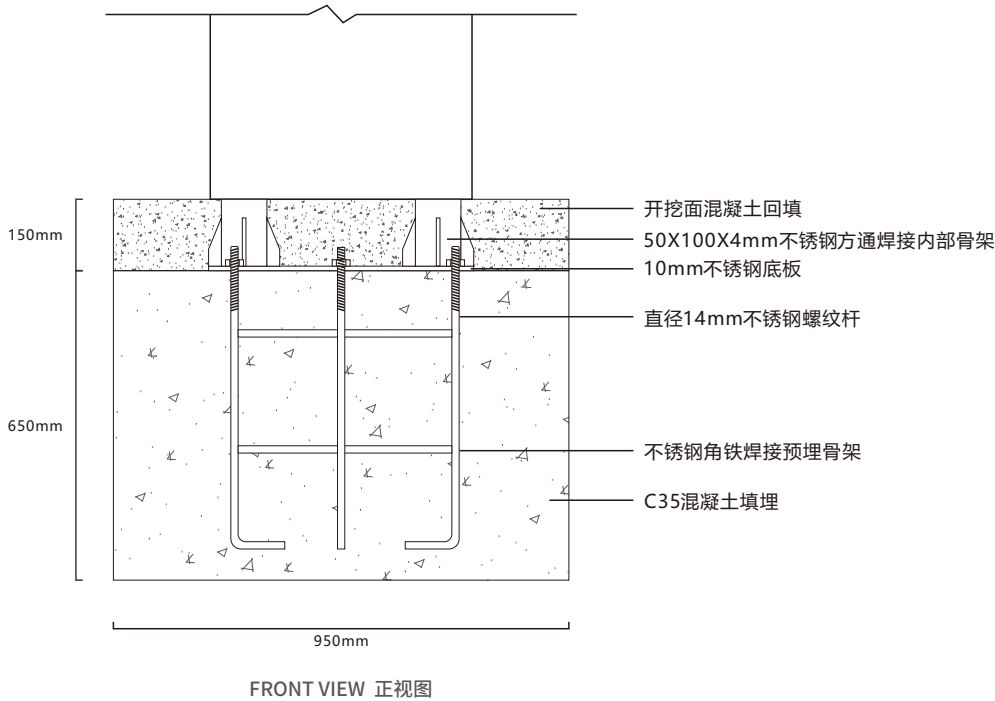 开挖面混凝土回填
150mm
50X100X4mm不锈钢方通焊接内部骨架
10mm不锈钢底板
直径14mm不锈钢螺纹杆
650mm
不锈钢角铁焊接预埋骨架
C35混凝土填埋
950mm
FRONT VIEW 正视图